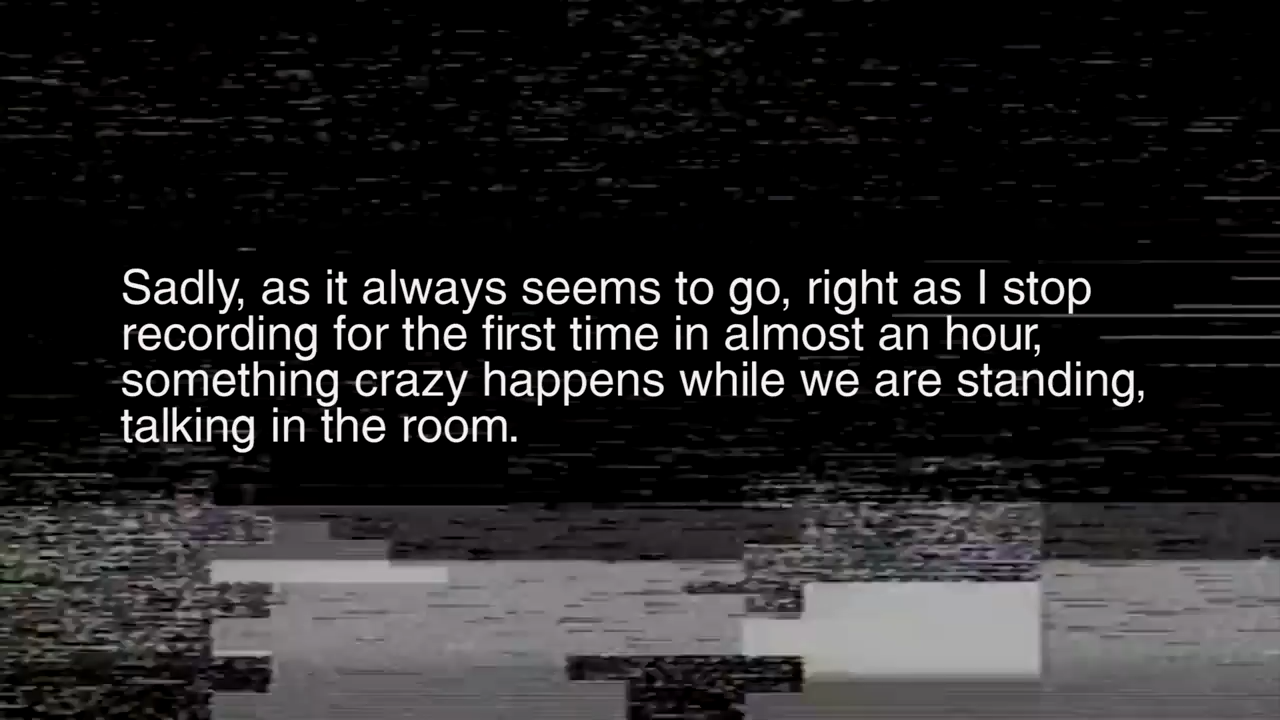 Sadly, as it always seems to go, right as I stop
recording for the first time in almost an hour,
something crazy happens while we are standing,
talking in the room.